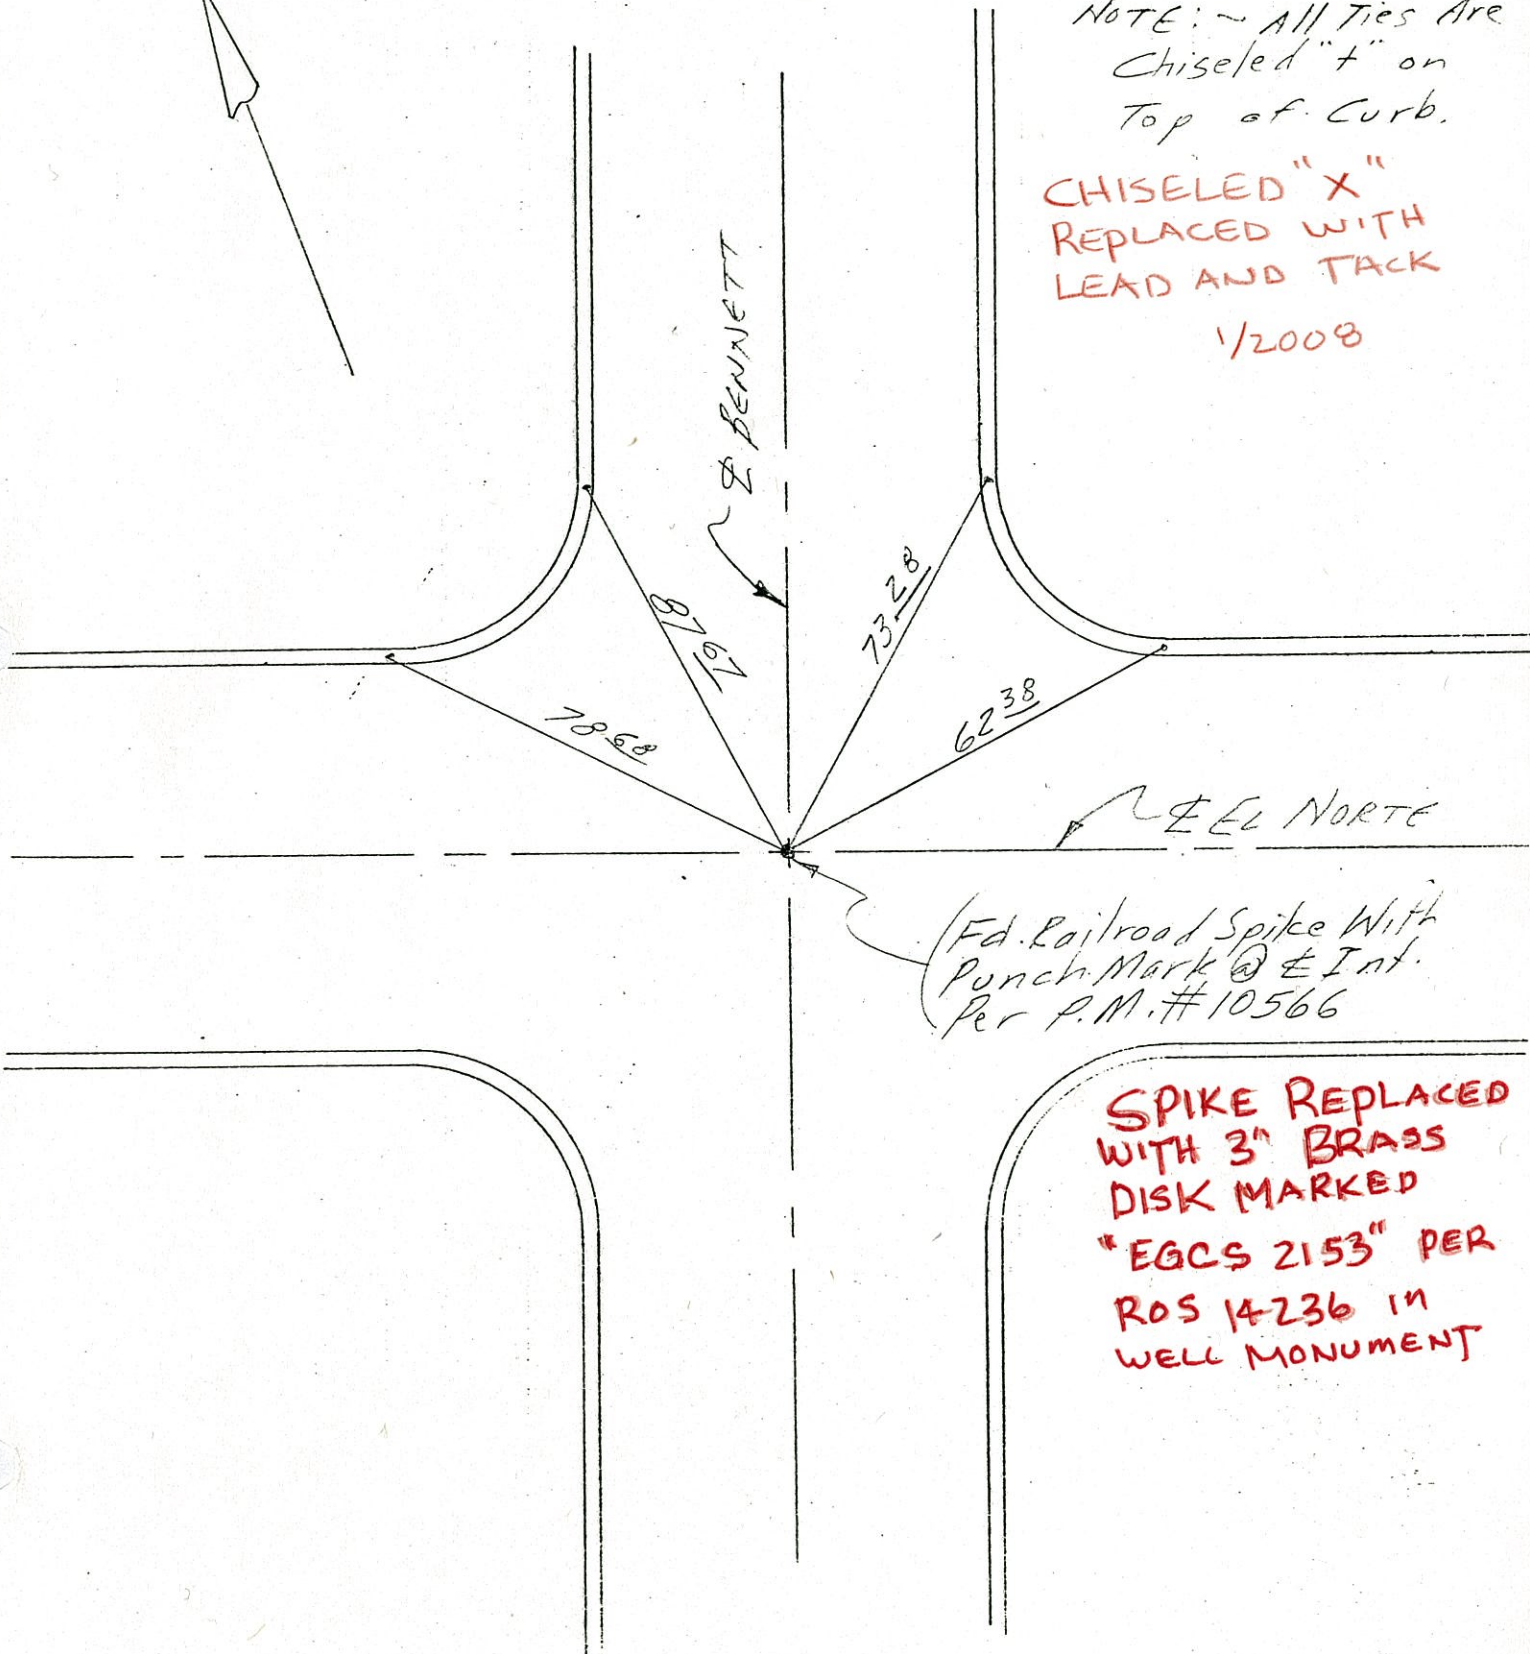 NOTE:~ All Ties Are
Chiseled "+" on
Top of Curb.
CHISELED "X"
REPLACED WITH
LEAD AND TACK
1/2008
℄ BENNETT
73.28
87.67
78.68
62.38
℄ EL NORTE
Fd. Railroad Spike With
Punch Mark @ ℄ Int.
Per P.M. #10566
SPIKE REPLACED
WITH 3" BRASS
DISK MARKED
"EGCS 2153" PER
ROS 14236 IN
WELL MONUMENT